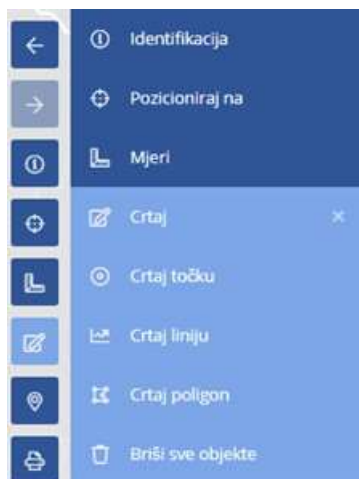 Identifikacija
Pozicioniraj na
Mjeri
Crtaj
Crtaj točku
Crtaj liniju
Crtaj poligon
Briši sve objekte